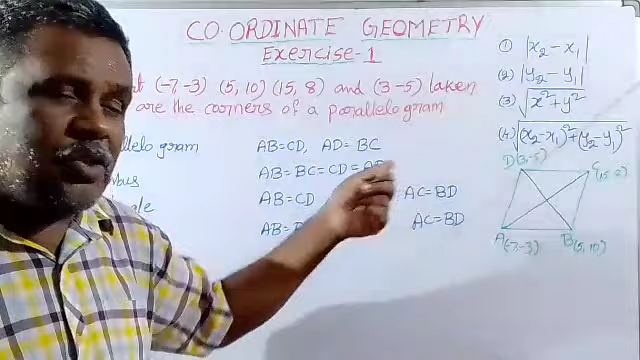 CO-ORDINATE GEOMETRY
Exercise-1
(-7,-3) (5, 10) (15, 8) and (3 -5) taken
are the corners of a parallelogram
AB=CD, AD=BC
AB=BC=CD=
AB=CD
AC=BD
AB=
AC=BD
① |x₂-x₁|
(2) |y₂-y₁|
(3) √x²+y²
(4) √(x₂-x₁)²+(y₂-y₁)²
D(3,-5)
A(-7,-3)
B(5,10)